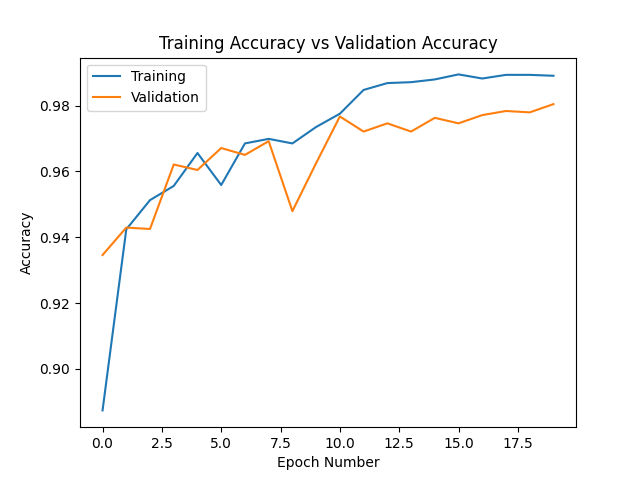 Training Accuracy vs Validation Accuracy
Training
Validation
0.98
0.96
0.94
0.92
0.90
Accuracy
0.0 2.5 5.0 7.5 10.0 12.5 15.0 17.5
Epoch Number